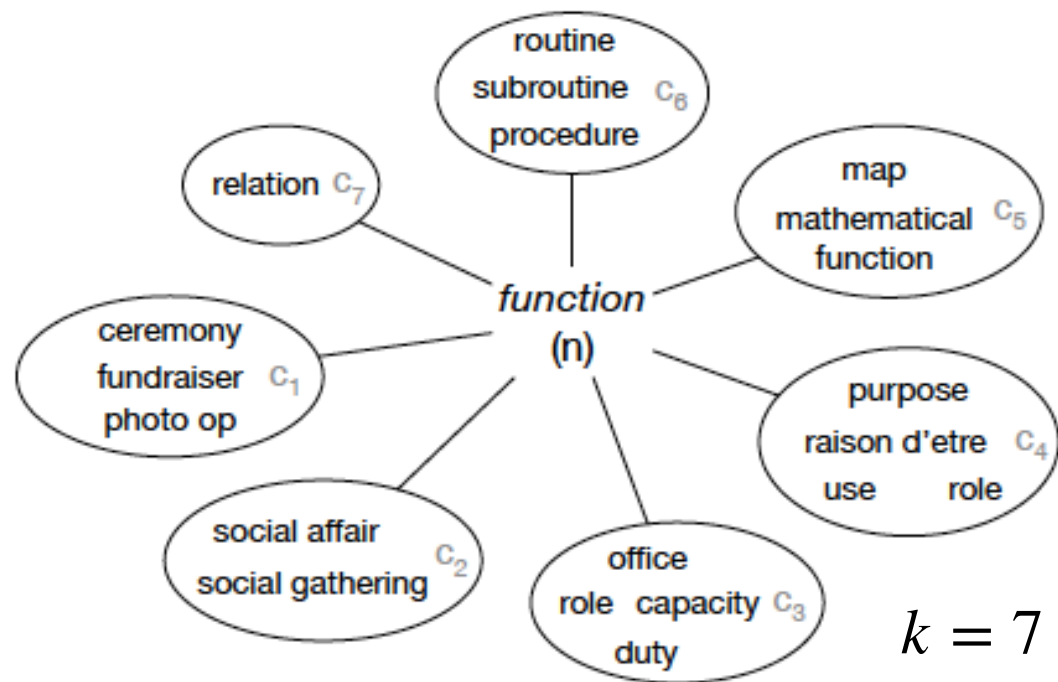 routine
subroutine c₆
procedure
relation c₇
map
mathematical c₅
function
function
(n)
ceremony
fundraiser c₁
photo op
purpose
raison d'etre c₄
use role
social affair
social gathering c₂
office
role capacity c₃
duty
k = 7